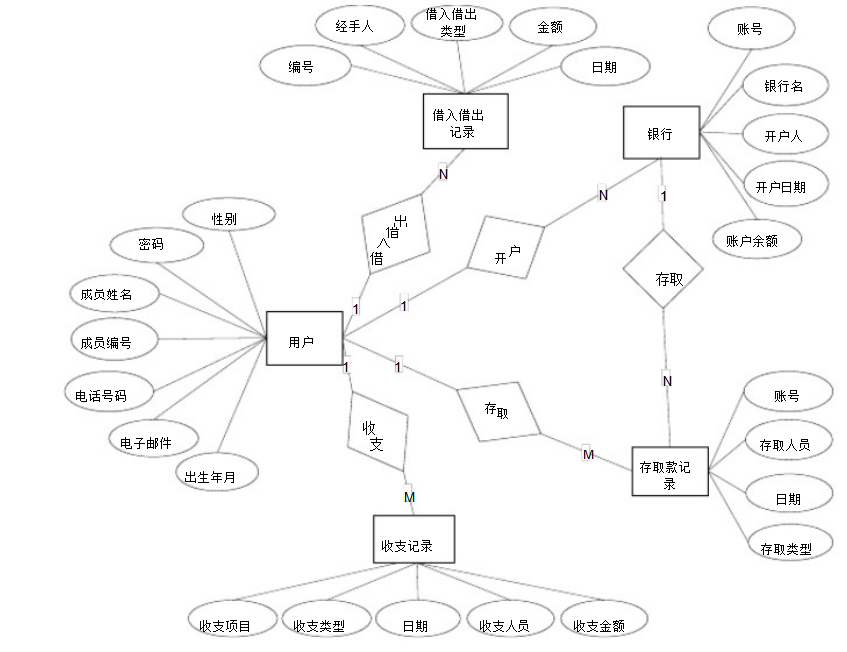 经手人
借入借出
类型
金额
编号
日期
借入借出
记录
账号
银行名
银行
开户人
开户日期
账户余额
N
N
1
借入借出
开户
存取
1
1
性别
密码
成员姓名
成员编号
电话号码
电子邮件
出生年月
用户
1
1
N
收支
存取
M
M
存取款记
录
账号
存取人员
日期
存取类型
收支记录
收支项目
收支类型
日期
收支人员
收支金额